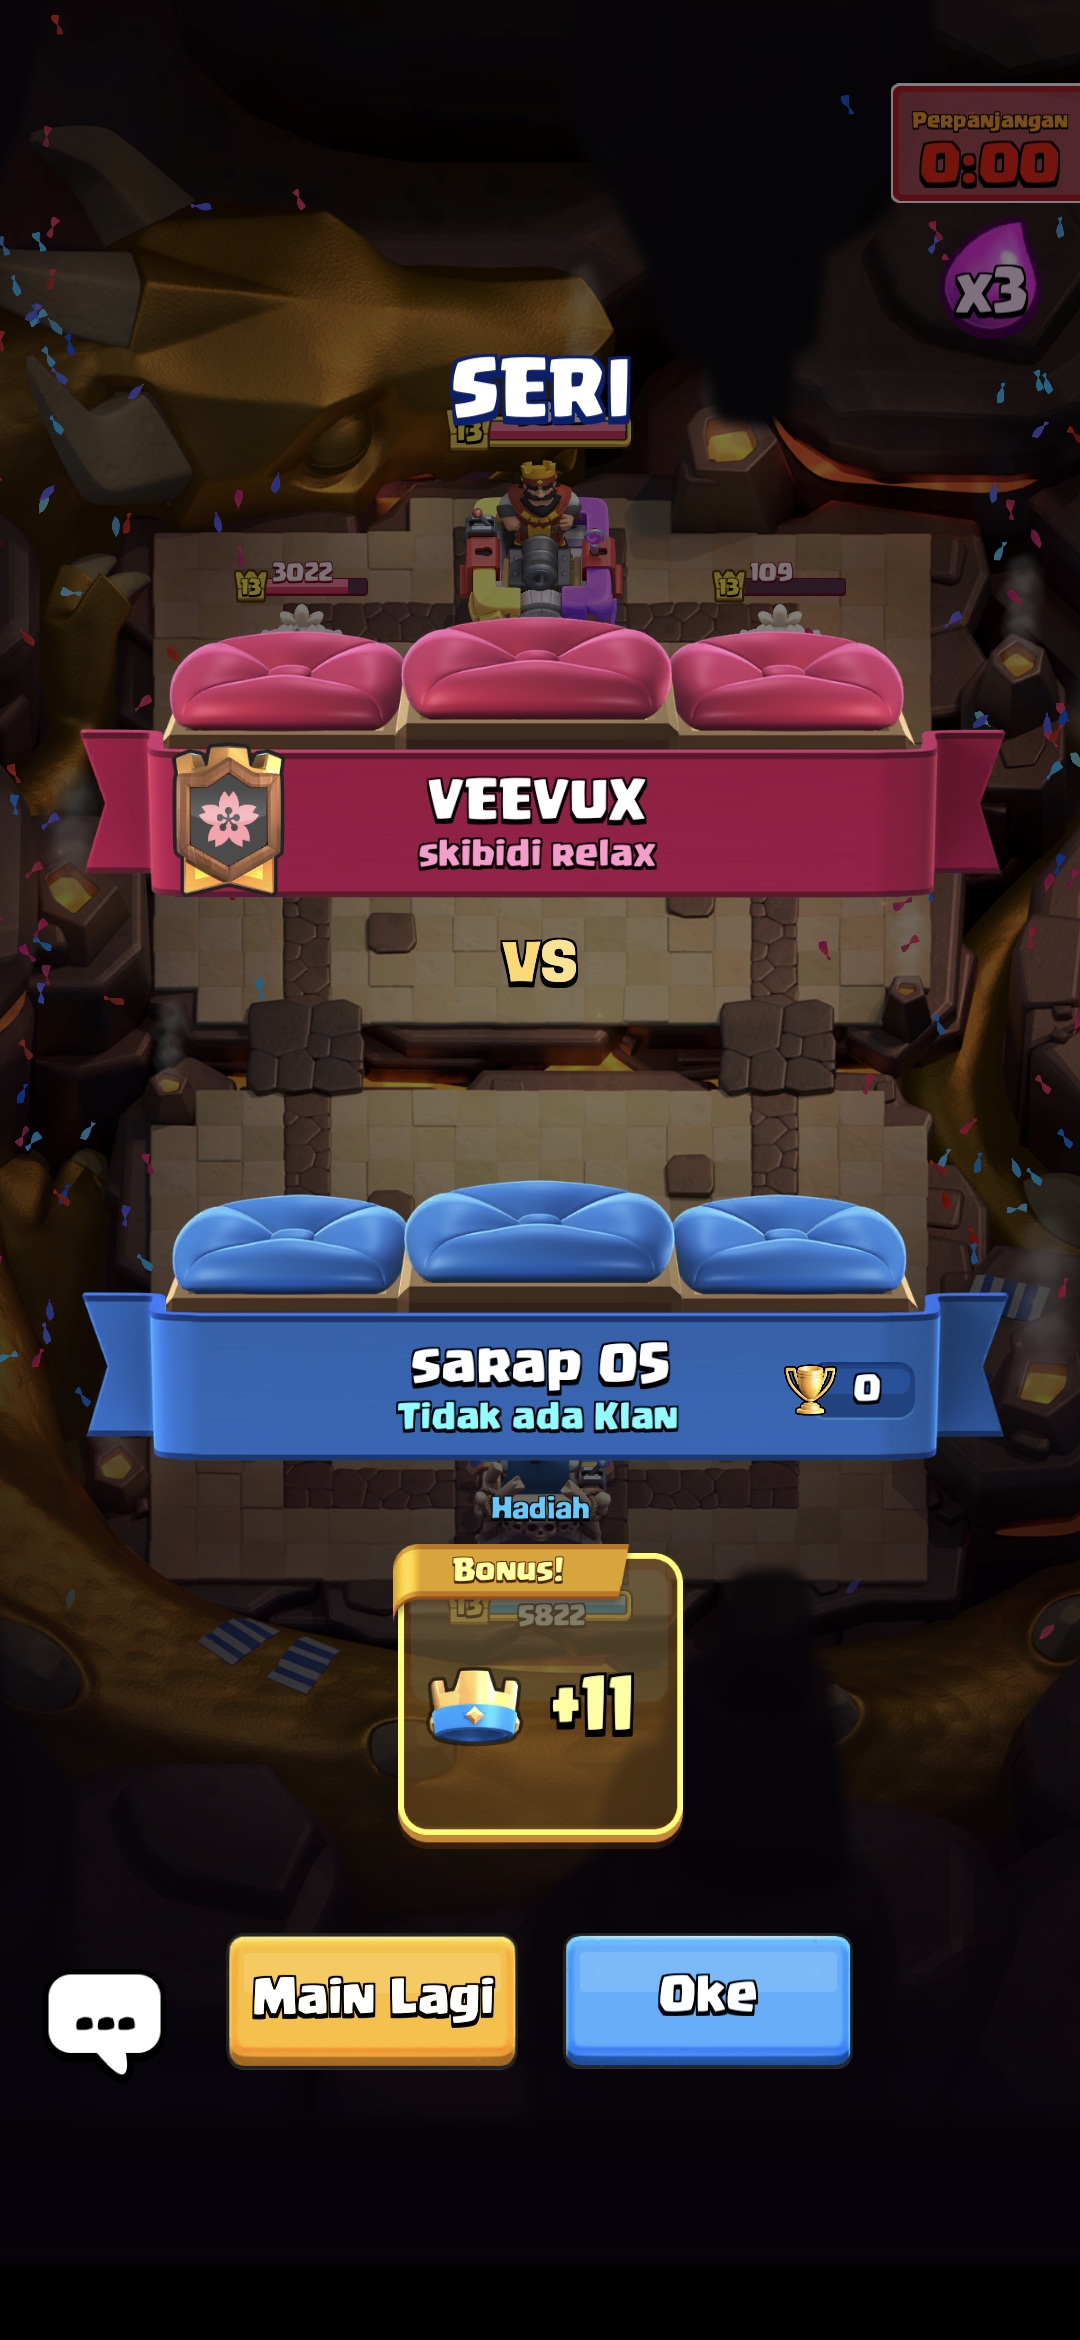 Perpanjangan
0:00
x3
SERI
13
13 3022
13 109
VEEVUX
skibidi relax
VS
sarap 05
Tidak ada Klan
0
Hadiah
Bonus!
13
5822
+11
...
Main Lagi
Oke